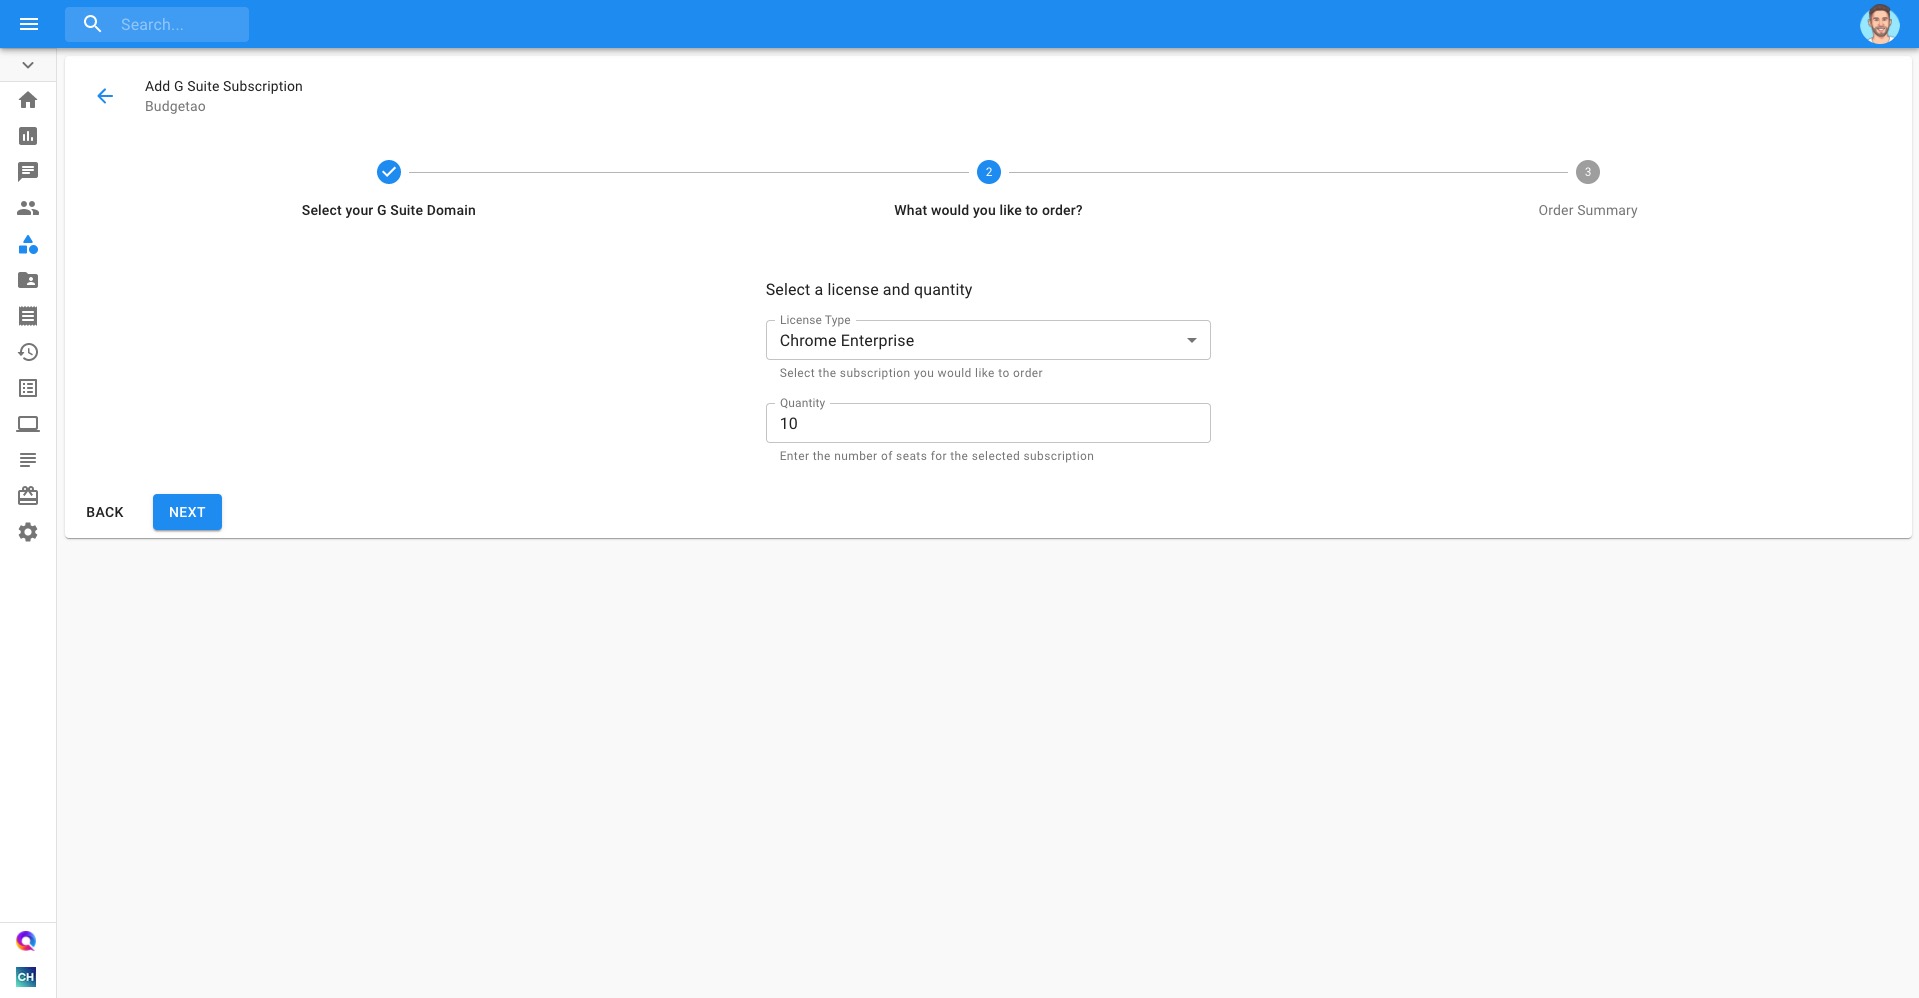 Search...
Add G Suite Subscription
Budgetao
2
3
Select your G Suite Domain
What would you like to order?
Order Summary
Select a license and quantity
License Type
Chrome Enterprise
Select the subscription you would like to order
Quantity
10
Enter the number of seats for the selected subscription
BACK
NEXT
CH